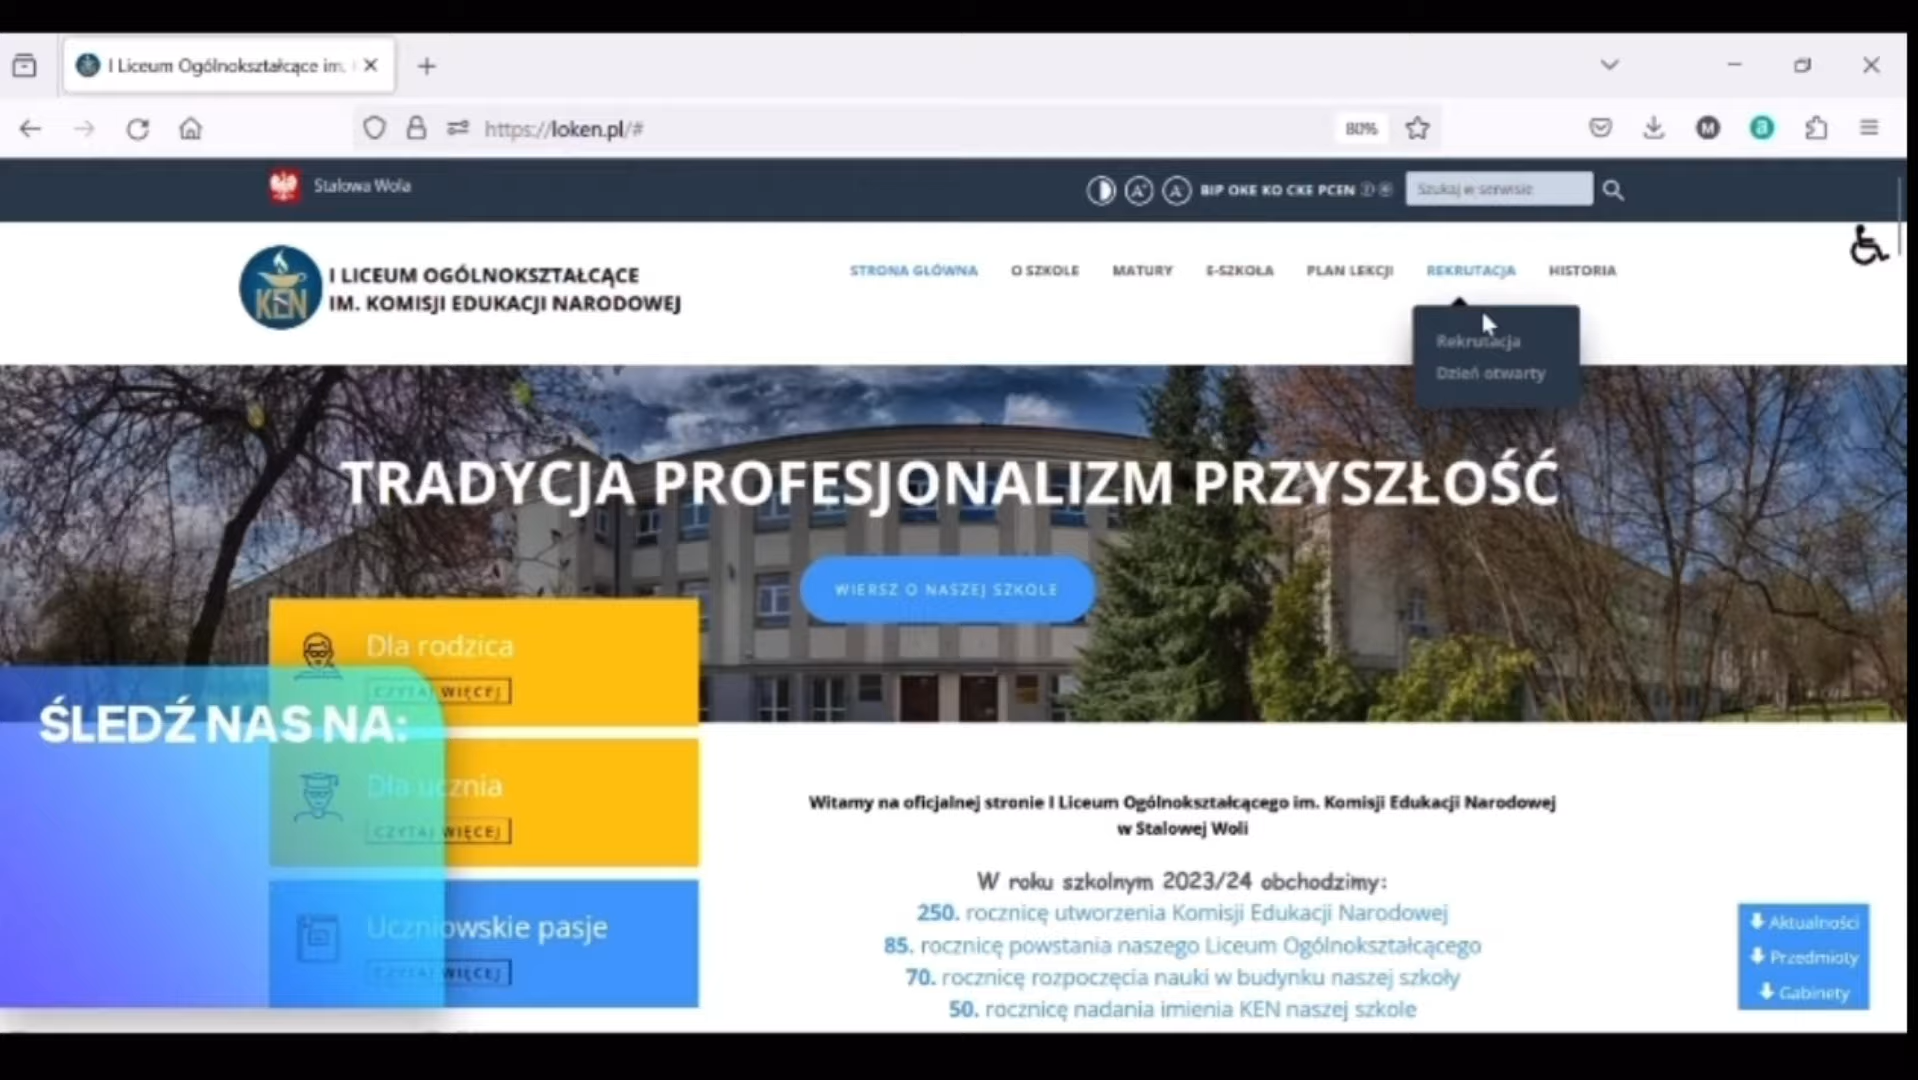 I Liceum Ogólnokształcące im.
https://loken.pl/#
80%
Stalowa Wola
BIP OKE KO CKE PCEN
Szukaj w serwisie
KEN
I LICEUM OGÓLNOKSZTAŁCĄCE
IM. KOMISJI EDUKACJI NARODOWEJ
STRONA GŁÓWNA O SZKOLE MATURY E-SZKOŁA PLAN LEKCJI REKRUTACJA HISTORIA
Rekrutacja
Dzień otwarty
TRADYCJA PROFESJONALIZM PRZYSZŁOŚĆ
WIERSZ O NASZEJ SZKOLE
Dla rodzica
CZYTAJ WIĘCEJ
ŚLEDŹ NAS NA:
Dla ucznia
CZYTAJ WIĘCEJ
Uczniowskie pasje
CZYTAJ WIĘCEJ
Witamy na oficjalnej stronie I Liceum Ogólnokształcącego im. Komisji Edukacji Narodowej
w Stalowej Woli
W roku szkolnym 2023/24 obchodzimy:
250. rocznicę utworzenia Komisji Edukacji Narodowej
85. rocznicę powstania naszego Liceum Ogólnokształcącego
70. rocznicę rozpoczęcia nauki w budynku naszej szkoły
50. rocznicę nadania imienia KEN naszej szkole
Aktualności
Przedmioty
Gabinety